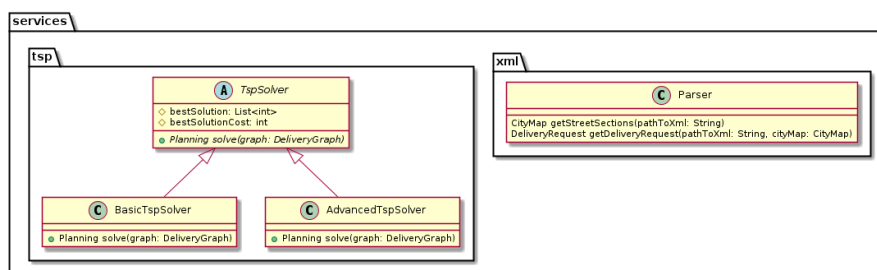 services
tsp
A TspSolver
bestSolution: List<int>
bestSolutionCost: int
Planning solve(graph: DeliveryGraph)
C BasicTspSolver
Planning solve(graph: DeliveryGraph)
C AdvancedTspSolver
Planning solve(graph: DeliveryGraph)
xml
C Parser
CityMap getStreetSections(pathToXml: String)
DeliveryRequest getDeliveryRequest(pathToXml: String, cityMap: CityMap)